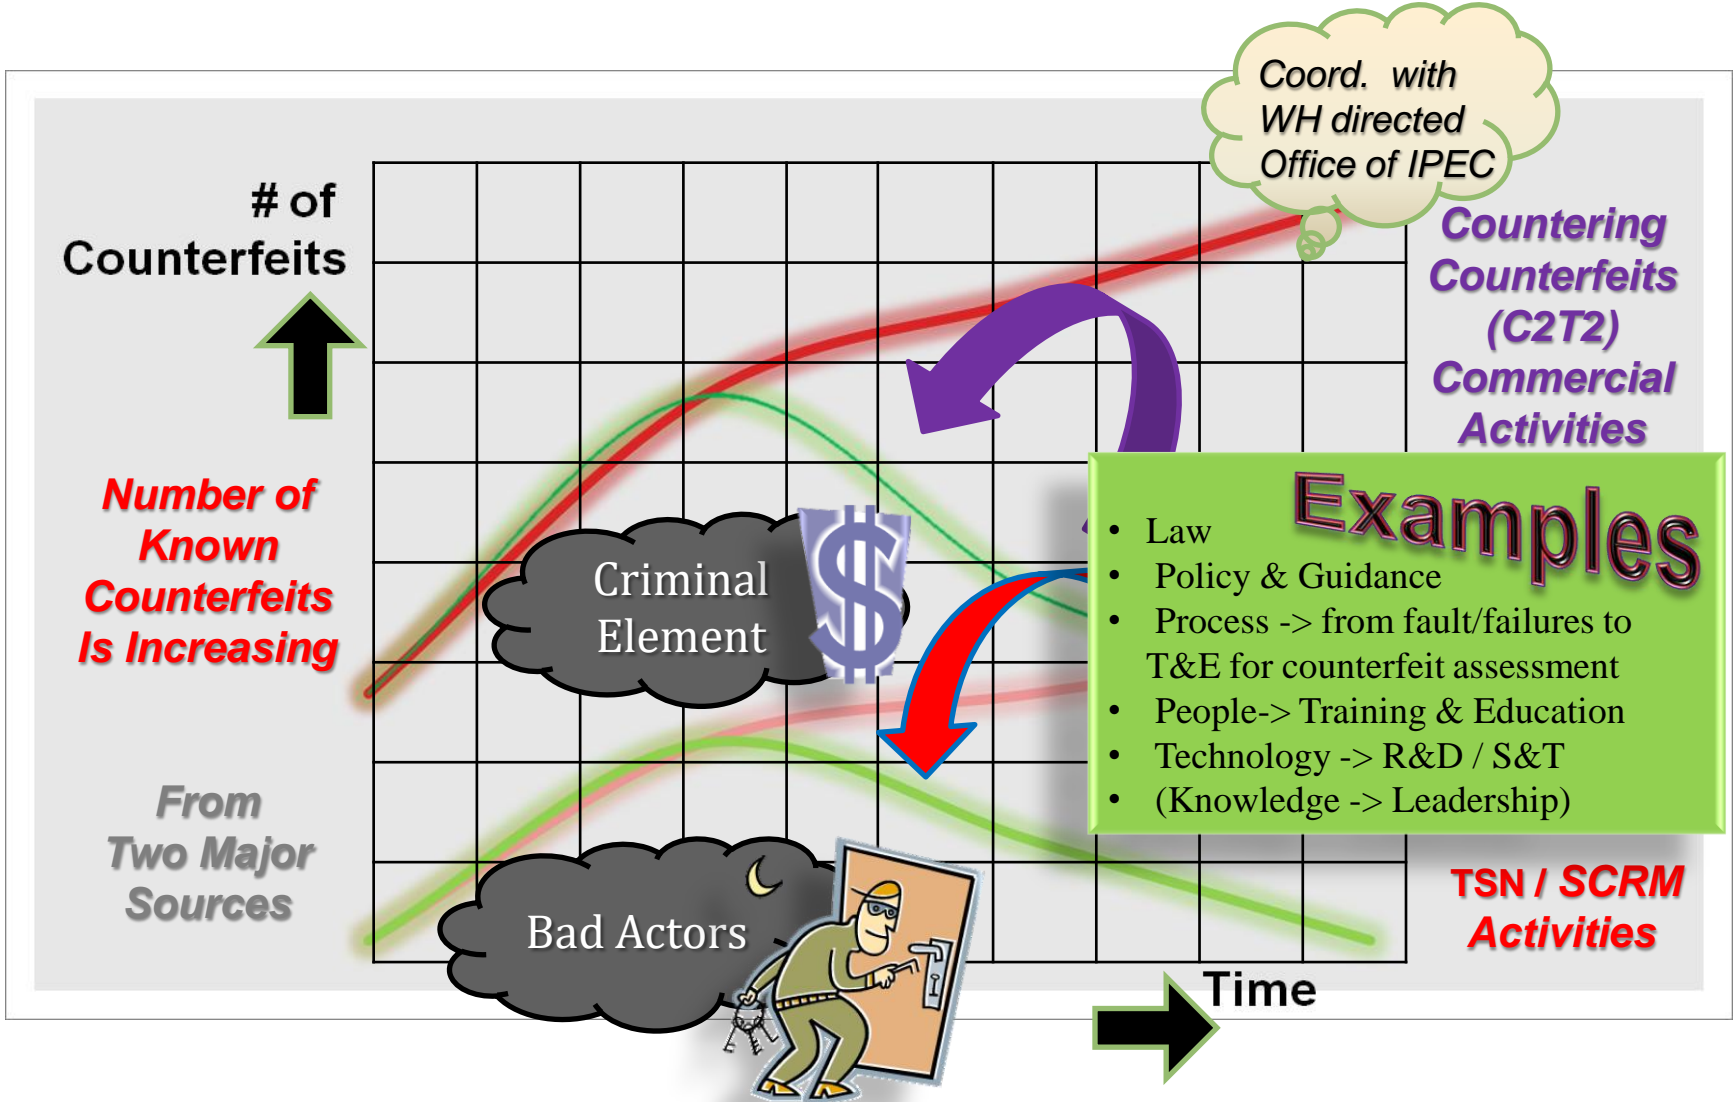 Coord. with
WH directed
Office of IPEC
# of
Counterfeits
Countering
Counterfeits
(C2T2)
Commercial
Activities
Number of
Known
Counterfeits
Is Increasing
Criminal
Element
$
Examples
• Law
• Policy & Guidance
• Process -> from fault/failures to
T&E for counterfeit assessment
• People-> Training & Education
• Technology -> R&D / S&T
• (Knowledge -> Leadership)
From
Two Major
Sources
Bad Actors
TSN / SCRM
Activities
Time